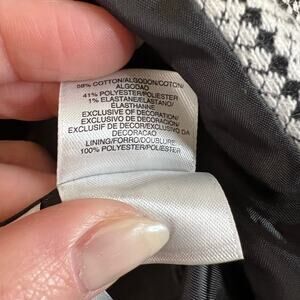 58% COTTON/ALGODON/COTON/
ALGODAO
41% POLYESTER/POLIESTER
1% ELASTANE/ELASTANO/
ELASTHANNE
EXCLUSIVE OF DECORATION/
EXCLUSIVO DE DECORACION/
EXCLUSIF DE DECOR/EXCLUSIVO DA
DECORACAO
LINING/FORRO/DOUBLURE
100% POLYESTER/POLIESTER